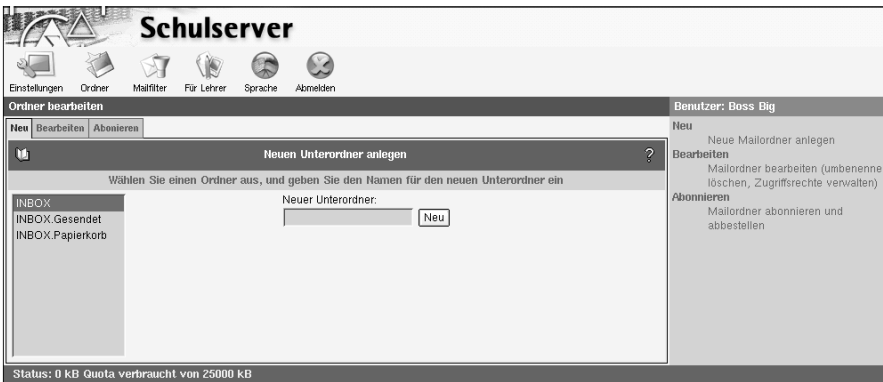 Schulserver
Einstellungen Ordner Mailfilter Für Lehrer Sprache Abmelden
Ordner bearbeiten
Benutzer: Boss Big
Neu Bearbeiten Abonieren
Neuen Unterordner anlegen ?
Wählen Sie einen Ordner aus, und geben Sie den Namen für den neuen Unterordner ein
INBOX
INBOX.Gesendet
INBOX.Papierkorb
Neuer Unterordner:
Neu
Neu
Neue Mailordner anlegen
Bearbeiten
Mailordner bearbeiten (umbenenne
löschen, Zugriffsrechte verwalten)
Abonnieren
Mailordner abonnieren und
abbestellen
Status: 0 kB Quota verbraucht von 25000 kB